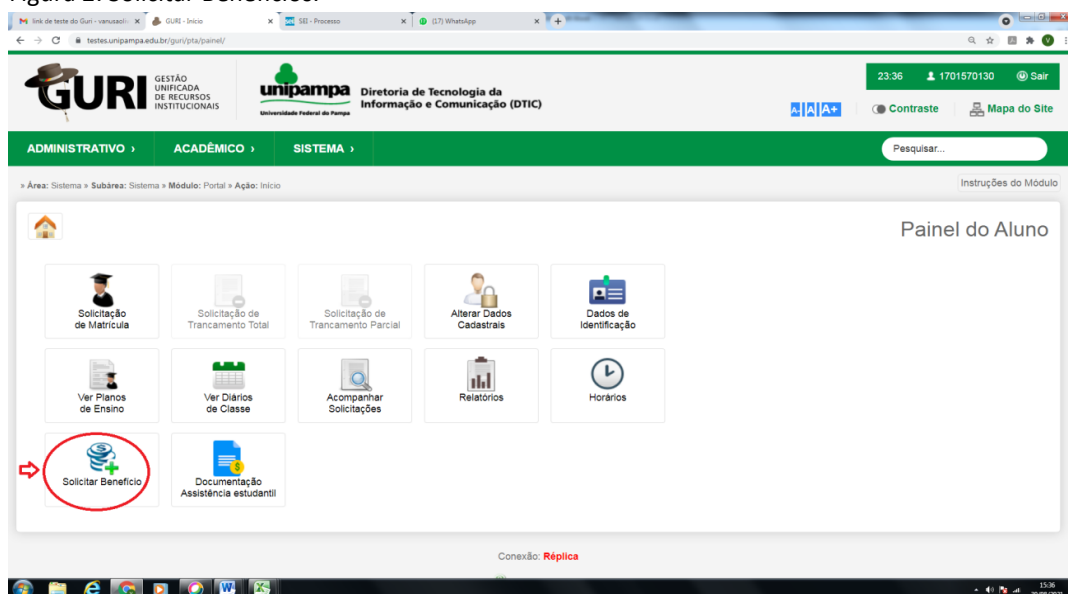 Figura 2: Solicitar Benefícios.
link de teste do Guri - vanusacli
GURI - Início
SEI - Processo
(17) WhatsApp
testes.unipampa.edu.br/guri/pta/painel/
GURI
GESTÃO
UNIFICADA
DE RECURSOS
INSTITUCIONAIS
unipampa
Universidade Federal do Pampa
Diretoria de Tecnologia da
Informação e Comunicação (DTIC)
23:36 1701570130 Sair
A- A A+ Contraste Mapa do Site
ADMINISTRATIVO › ACADÊMICO › SISTEMA › Pesquisar...
» Área: Sistema » Subárea: Sistema » Módulo: Portal » Ação: Início
Instruções do Módulo
Painel do Aluno
Solicitação
de Matrícula
Solicitação de
Trancamento Total
Solicitação de
Trancamento Parcial
Alterar Dados
Cadastrais
Dados de
Identificação
Ver Planos
de Ensino
Ver Diários
de Classe
Acompanhar
Solicitações
Relatórios
Horários
Solicitar Benefício
Documentação
Assistência estudantil
Conexão: Réplica
15:36